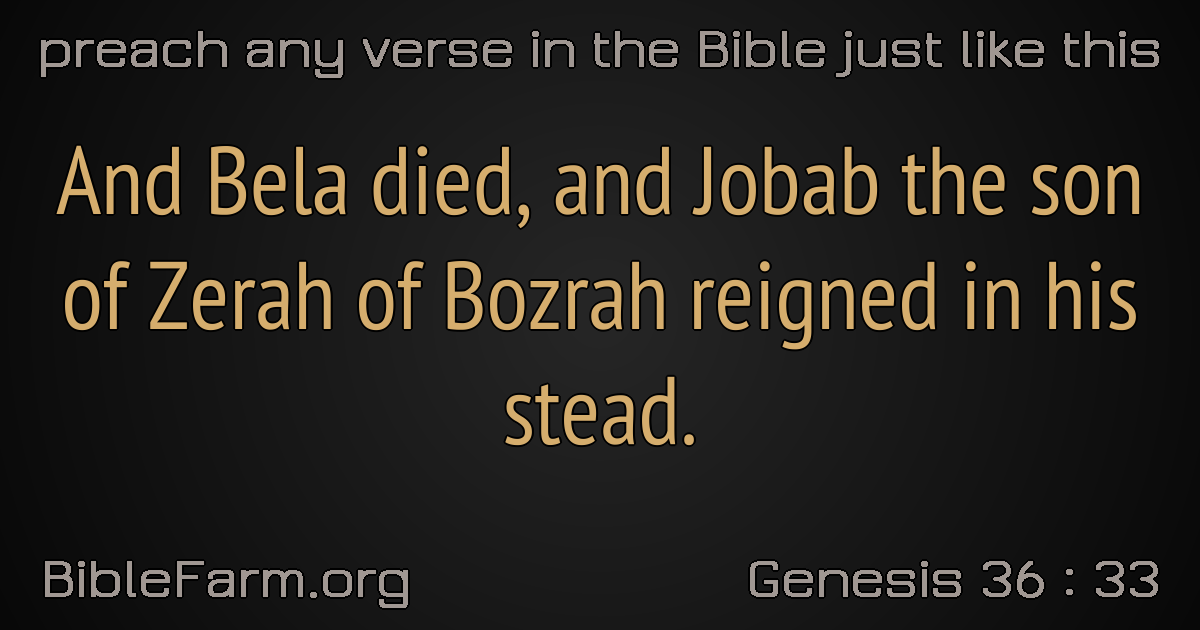 preach any verse in the Bible just like this
And Bela died, and Jobab the son
of Zerah of Bozrah reigned in his
stead.
BibleFarm.org
Genesis 36 : 33